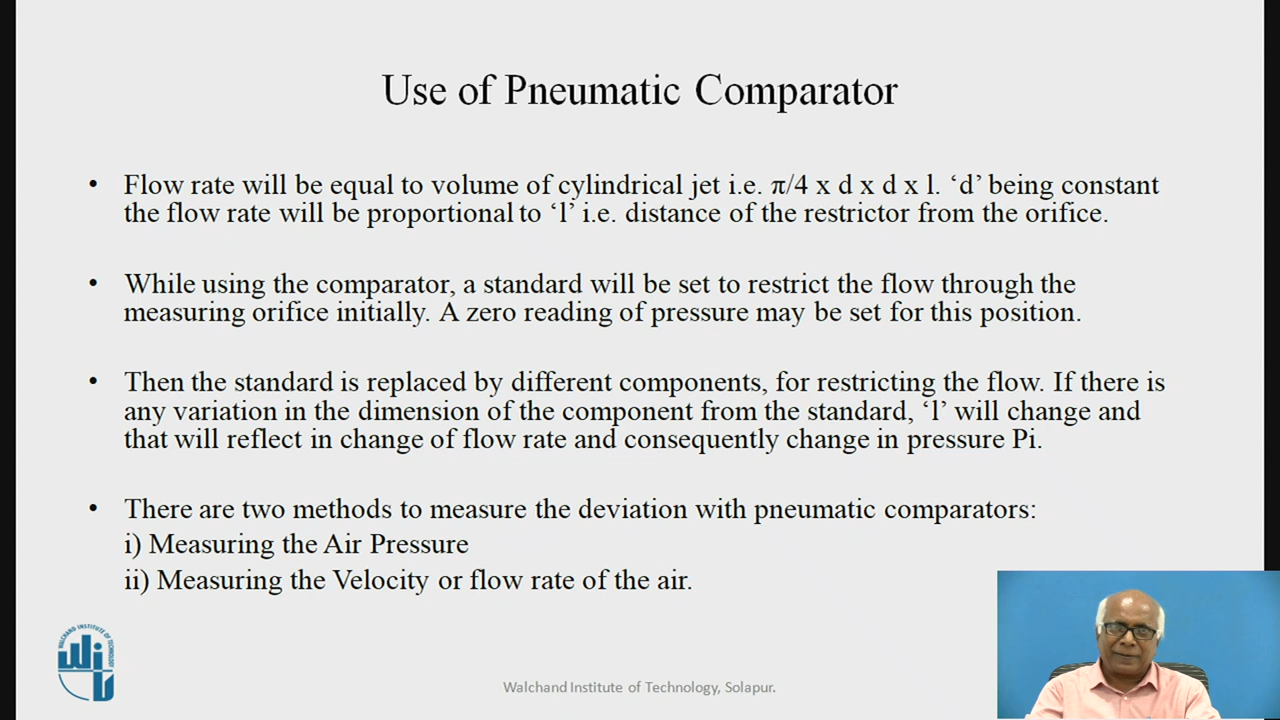 Use of Pneumatic Comparator
• Flow rate will be equal to volume of cylindrical jet i.e. π/4 x d x d x l. ‘d’ being constant
the flow rate will be proportional to ‘l’ i.e. distance of the restrictor from the orifice.
• While using the comparator, a standard will be set to restrict the flow through the
measuring orifice initially. A zero reading of pressure may be set for this position.
• Then the standard is replaced by different components, for restricting the flow. If there is
any variation in the dimension of the component from the standard, ‘l’ will change and
that will reflect in change of flow rate and consequently change in pressure Pi.
• There are two methods to measure the deviation with pneumatic comparators:
i) Measuring the Air Pressure
ii) Measuring the Velocity or flow rate of the air.
WALCHAND INSTITUTE OF TECHNOLOGY
WIT
Walchand Institute of Technology, Solapur.